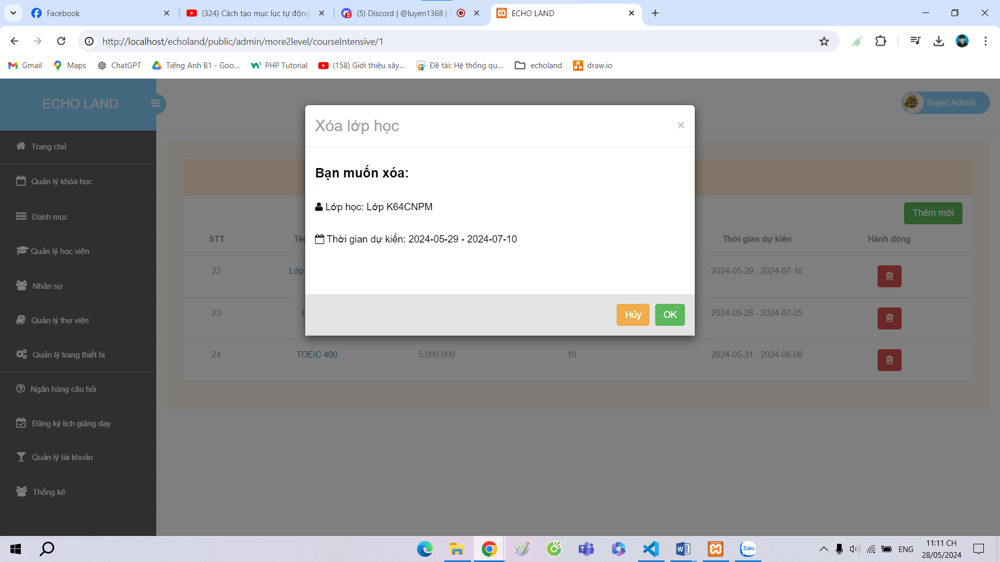 Facebook
(324) Cách tạo mục lục tự động
(5) Discord | @luyen1368 |
ECHO LAND
http://localhost/echoland/public/admin/more2level/courseIntensive/1
Gmail
Maps
ChatGPT
Tiếng Anh B1 - Goo...
PHP Tutorial
(158) Giới thiệu xây...
Đề tài: Hệ thống qu...
echoland
draw.io
ECHO LAND
Super Admin
Trang chủ
Quản lý khóa học
Danh mục
Quản lý học viên
Nhân sự
Quản lý thư viện
Quản lý trang thiết bị
Ngân hàng câu hỏi
Đăng ký lịch giảng dạy
Quản lý tài khoản
Thống kê
Xóa lớp học
×
Bạn muốn xóa:
Lớp học: Lớp K64CNPM
Thời gian dự kiến: 2024-05-29 - 2024-07-10
Hủy
OK
Thêm mới
STT
Thời gian dự kiến
Hành động
22
Lớp
2024-05-29 - 2024-07-10
23
2024-05-28 - 2024-07-25
24
TOEIC 400
5,000,000
10
2024-05-31 - 2024-08-08
Zalo
ENG
11:11 CH
28/05/2024